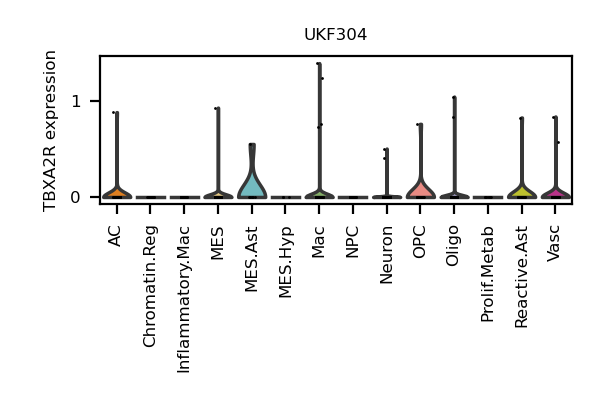 UKF304
TBXA2R expression
1
0
AC
Chromatin.Reg
Inflammatory.Mac
MES
MES.Ast
MES.Hyp
Mac
NPC
Neuron
OPC
Oligo
Prolif.Metab
Reactive.Ast
Vasc